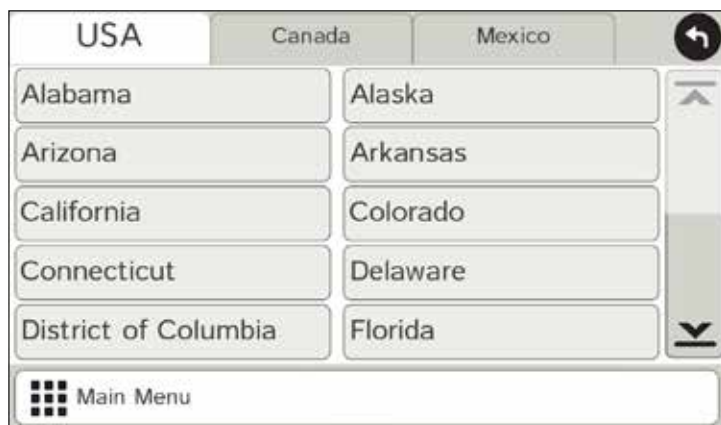 USA Canada Mexico
Alabama Alaska
Arizona Arkansas
California Colorado
Connecticut Delaware
District of Columbia Florida
Main Menu